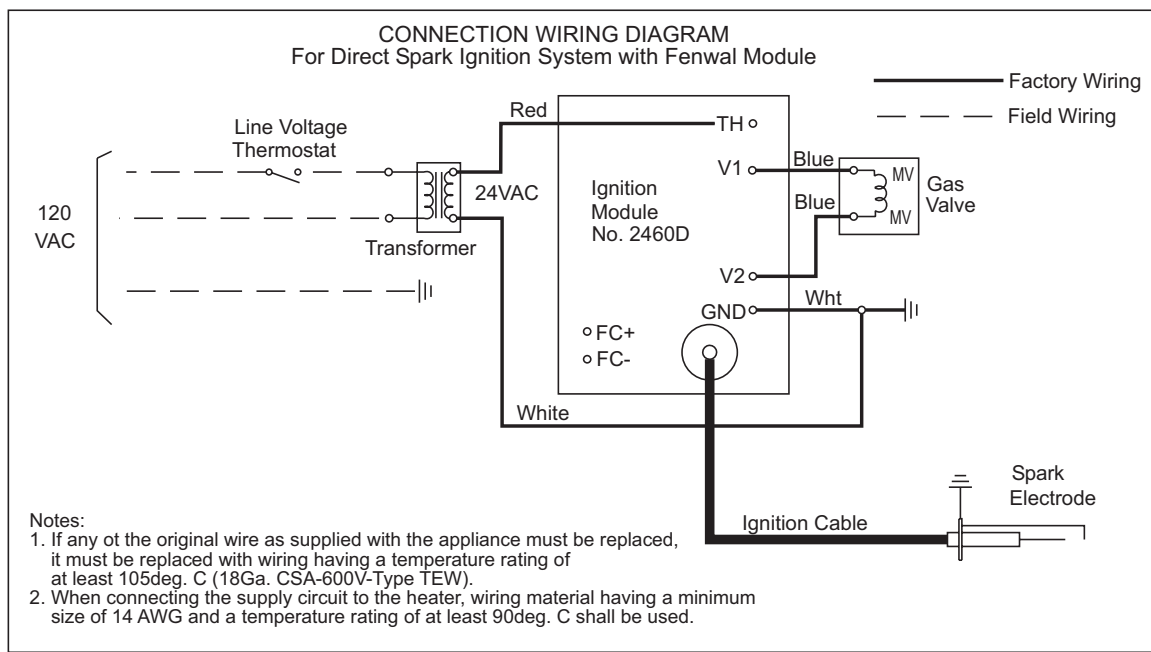 CONNECTION WIRING DIAGRAM
For Direct Spark Ignition System with Fenwal Module
Factory Wiring
Field Wiring
Red
TH
Line Voltage
Thermostat
V1
Blue
MV
Gas
Valve
24VAC
Ignition
Module
No. 2460D
Blue
MV
120
VAC
Transformer
V2
GND
Wht
FC+
FC-
White
Spark
Electrode
Ignition Cable
Notes:
1. If any ot the original wire as supplied with the appliance must be replaced,
it must be replaced with wiring having a temperature rating of
at least 105deg. C (18Ga. CSA-600V-Type TEW).
2. When connecting the supply circuit to the heater, wiring material having a minimum
size of 14 AWG and a temperature rating of at least 90deg. C shall be used.